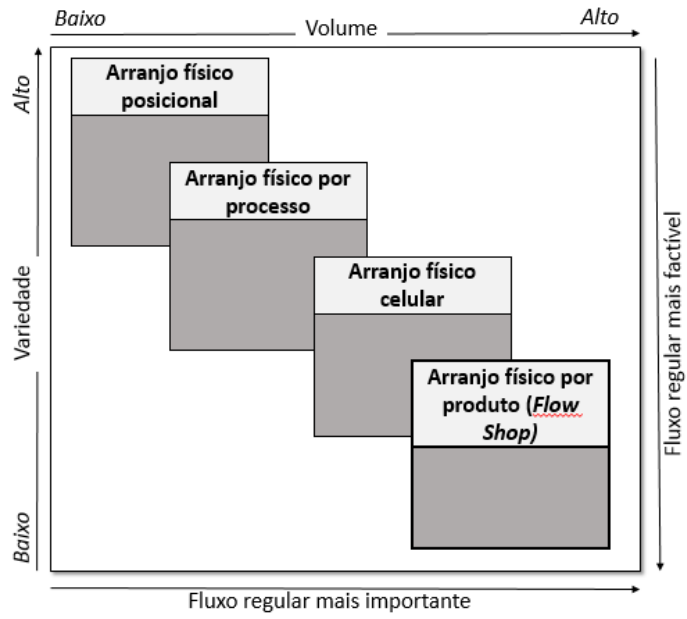 Baixo
Alto
Volume
Arranjo físico
posicional
Alto
Arranjo físico por
processo
Arranjo físico
celular
Variedade
Arranjo físico por
produto (Flow
Shop)
Fluxo regular mais factível
Baixo
Fluxo regular mais importante